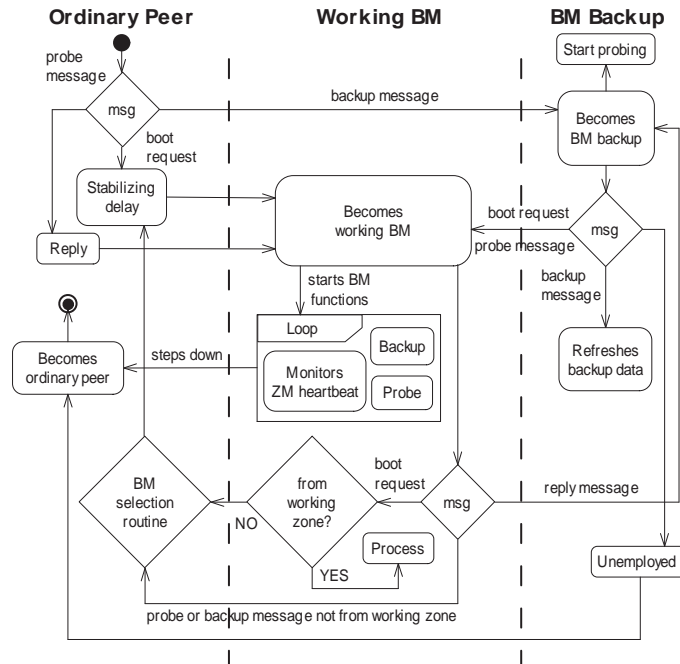 Ordinary Peer
Working BM
BM Backup
probe
message
msg
backup message
Start probing
Becomes
BM backup
boot
request
Stabilizing
delay
Becomes
working BM
boot request
probe message
msg
Reply
backup
message
starts BM
functions
Loop
Backup
Monitors
ZM heartbeat
Probe
steps down
Becomes
ordinary peer
Refreshes
backup data
BM
selection
routine
NO
from
working
zone?
boot
request
msg
reply message
Process
YES
Unemployed
probe or backup message not from working zone